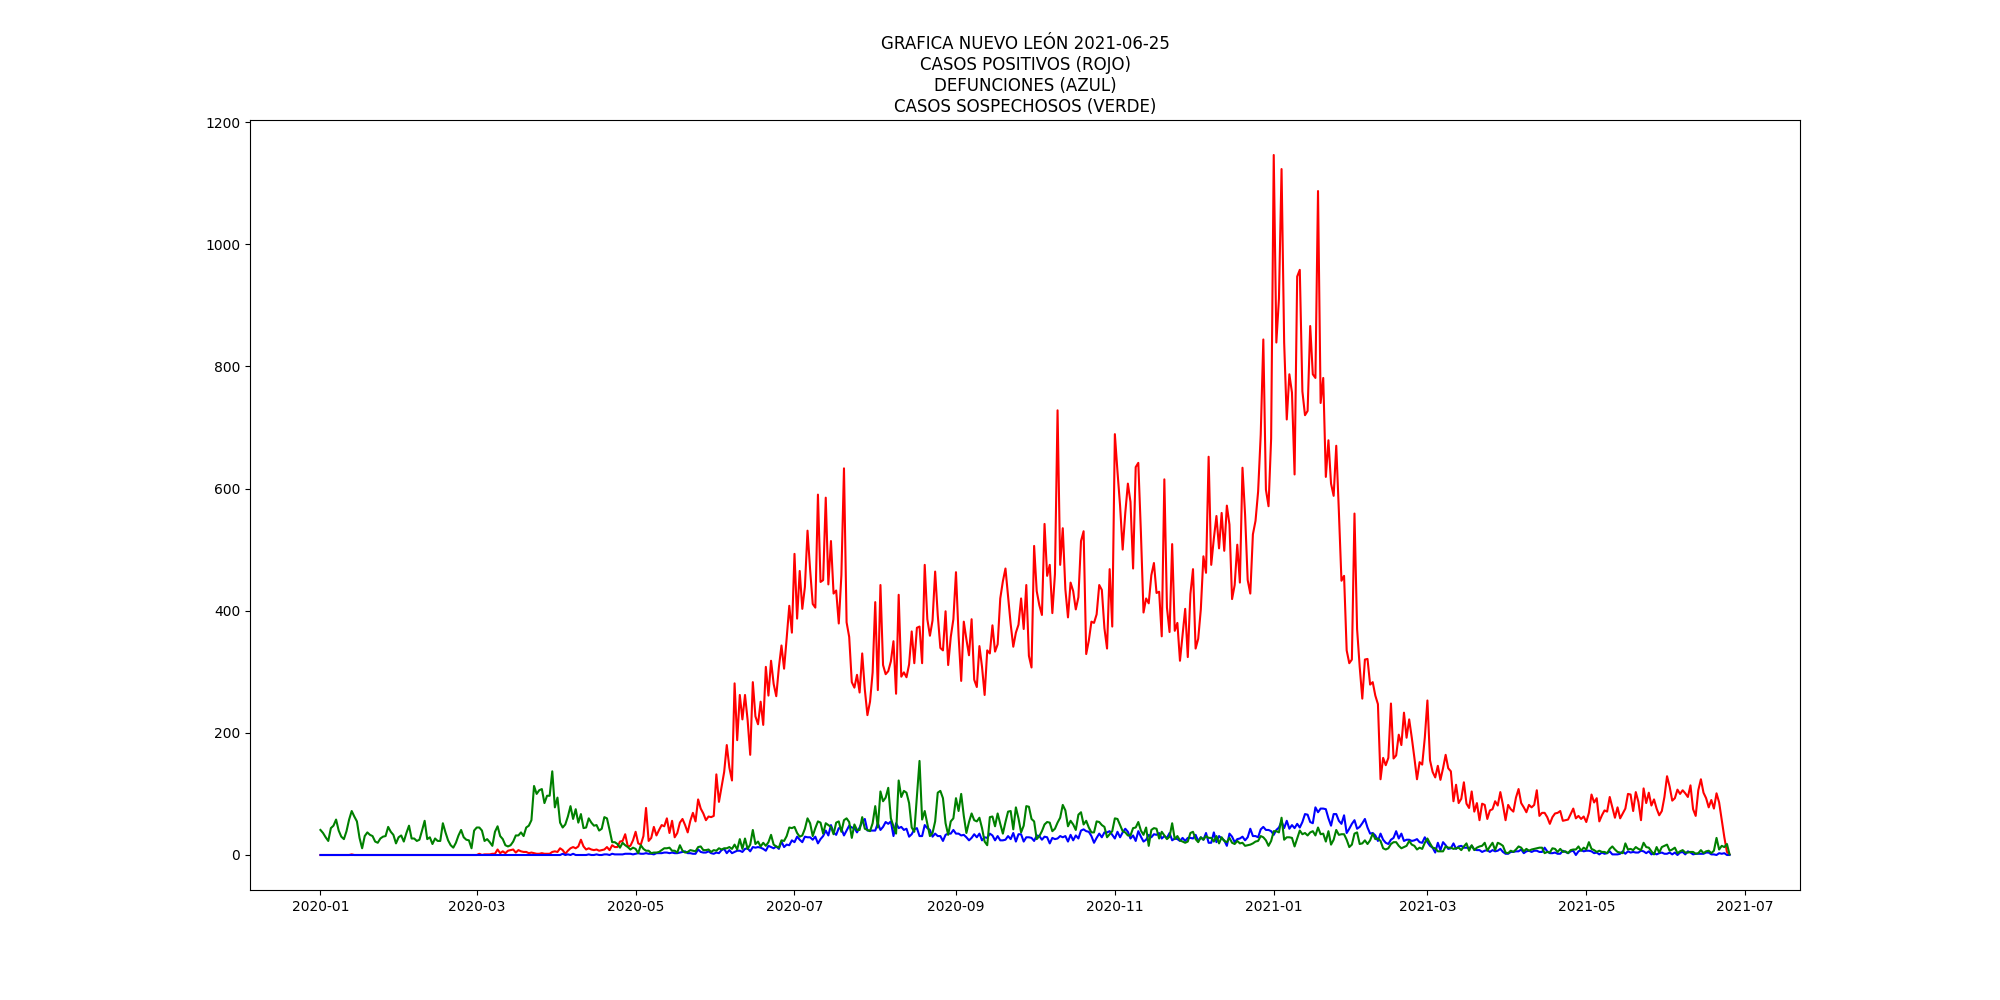 GRAFICA NUEVO LEÓN 2021-06-25
CASOS POSITIVOS (ROJO)
DEFUNCIONES (AZUL)
CASOS SOSPECHOSOS (VERDE)
1200
1000
800
600
400
200
0
2020-01 2020-03 2020-05 2020-07 2020-09 2020-11 2021-01 2021-03 2021-05 2021-07